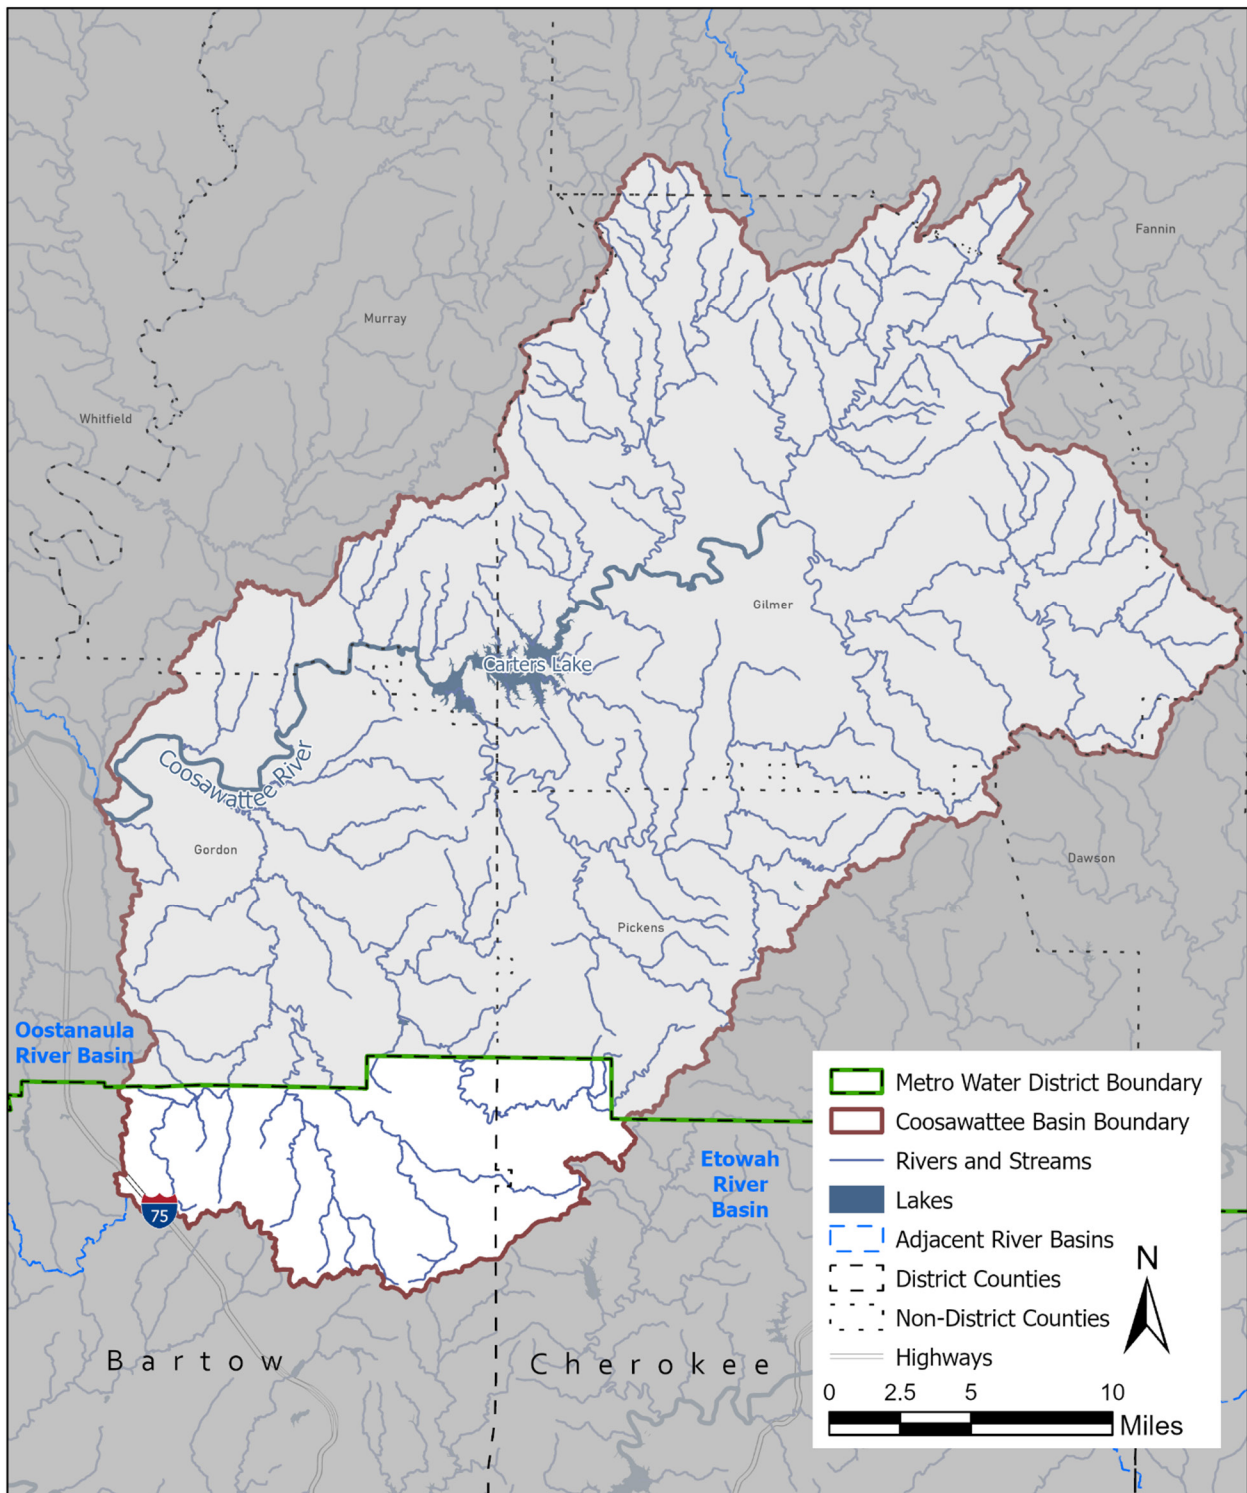 Fannin
Murray
Whitfield
Gilmer
Carters Lake
Coosawattee River
Gordon
Dawson
Pickens
Oostanaula
River Basin
Etowah
River
Basin
75
Bartow
Cherokee
Metro Water District Boundary
Coosawattee Basin Boundary
Rivers and Streams
Lakes
Adjacent River Basins
District Counties
Non-District Counties
Highways
N
0 2.5 5 10
Miles